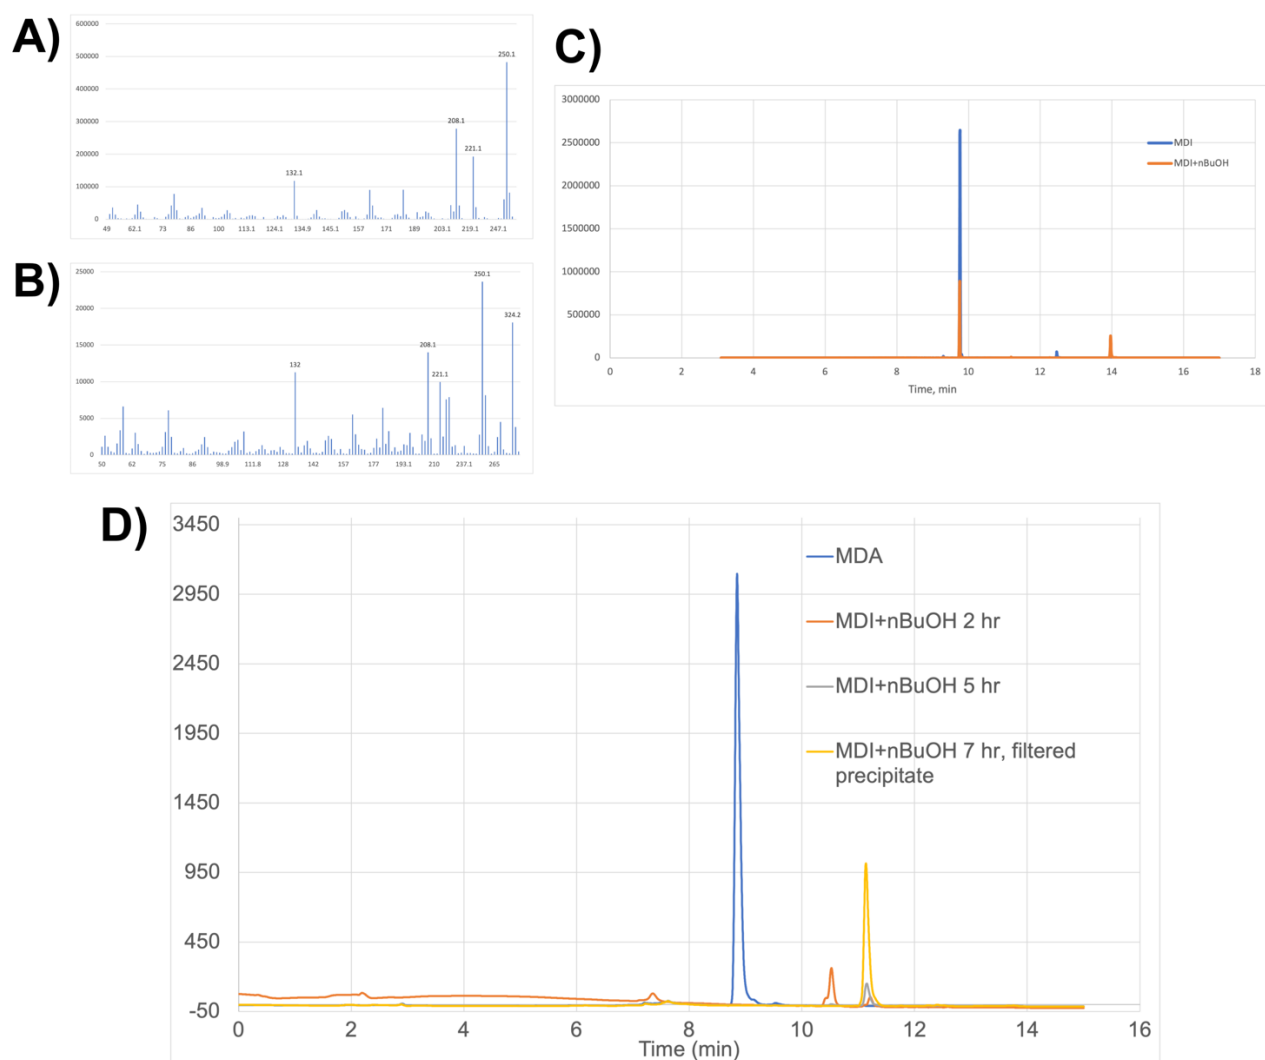 A)
600000
500000
400000
300000
200000
100000
0
250.1
208.1
221.1
132.1
49 62.1 73 86 100 113.1 124.1 134.9 145.1 157 171 189 203.1 219.1 247.1
B)
25000
20000
15000
10000
5000
0
250.1
324.2
208.1
221.1
132
50 62 75 86 98.9 111.8 128 142 157 177 193.1 210 237.1 265
C)
3000000
2500000
2000000
1500000
1000000
500000
0
MDI
MDI+nBuOH
0 2 4 6 8 10 12 14 16 18
Time, min
D)
3450
2950
2450
1950
1450
950
450
-50
MDA
MDI+nBuOH 2 hr
MDI+nBuOH 5 hr
MDI+nBuOH 7 hr, filtered
precipitate
0 2 4 6 8 10 12 14 16
Time (min)